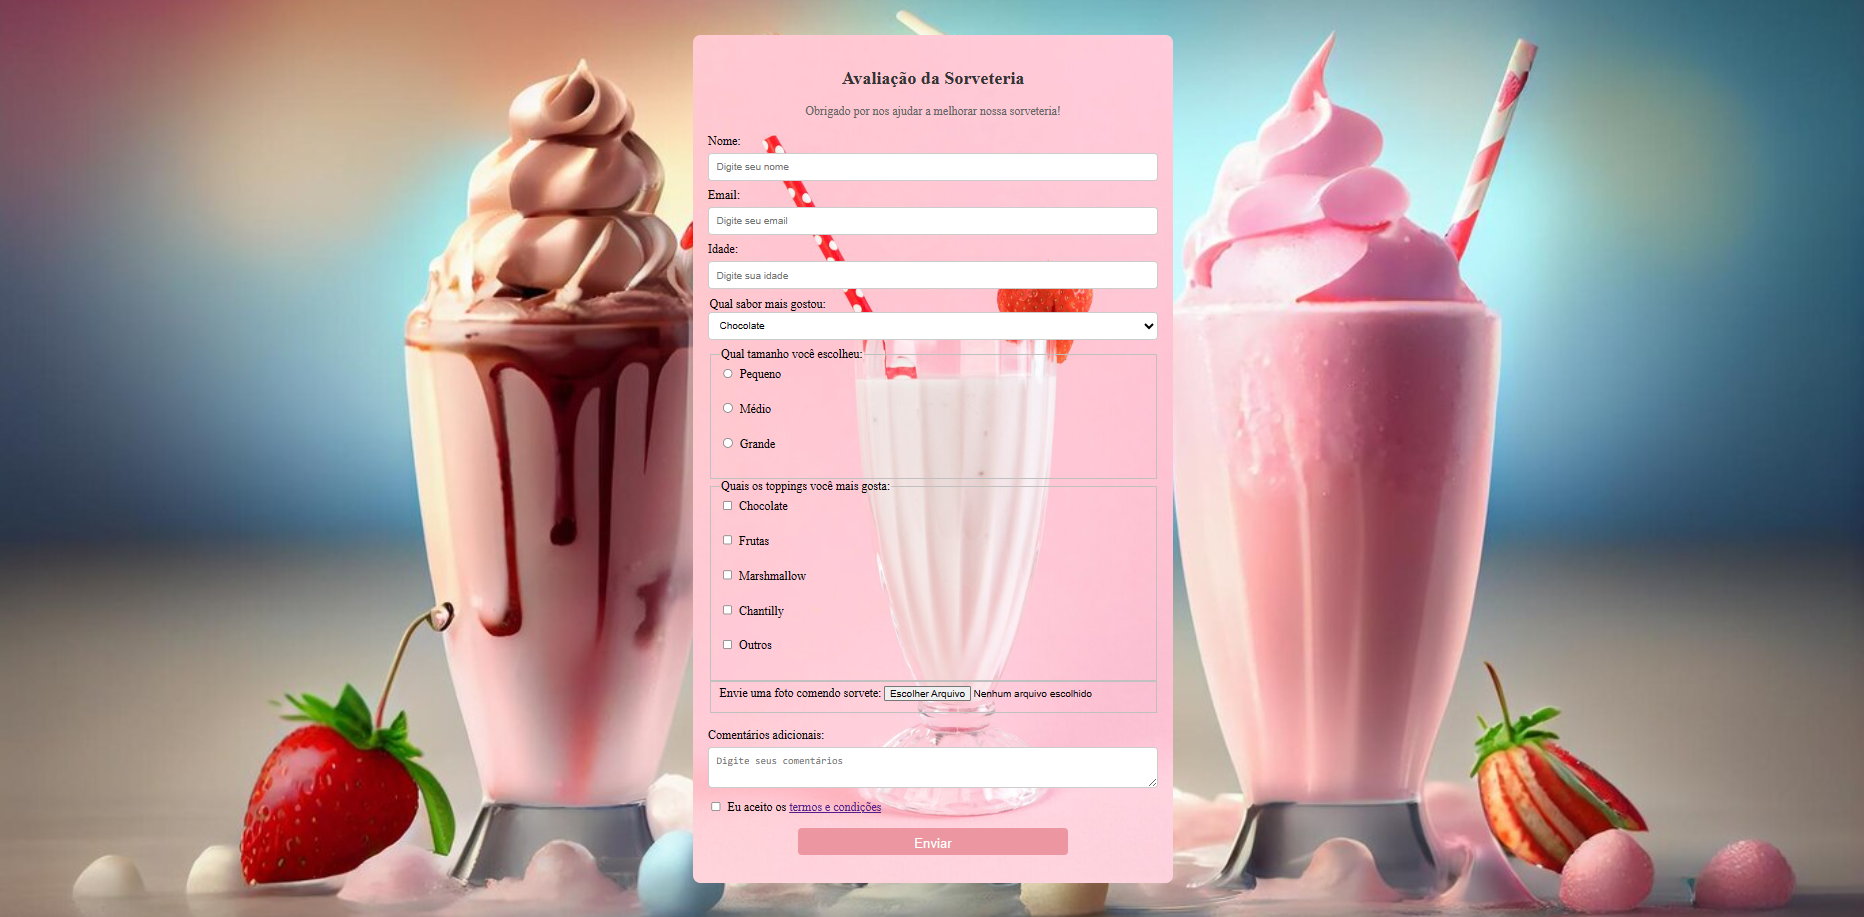 Avaliação da Sorveteria
Obrigado por nos ajudar a melhorar nossa sorveteria!
Nome:
Digite seu nome
Email:
Digite seu email
Idade:
Digite sua idade
Qual sabor mais gostou:
Chocolate
Qual tamanho você escolheu:
Pequeno
Médio
Grande
Quais os toppings você mais gosta:
Chocolate
Frutas
Marshmallow
Chantilly
Outros
Envie uma foto comendo sorvete: Escolher Arquivo Nenhum arquivo escolhido
Comentários adicionais:
Digite seus comentários
Eu aceito os termos e condições
Enviar